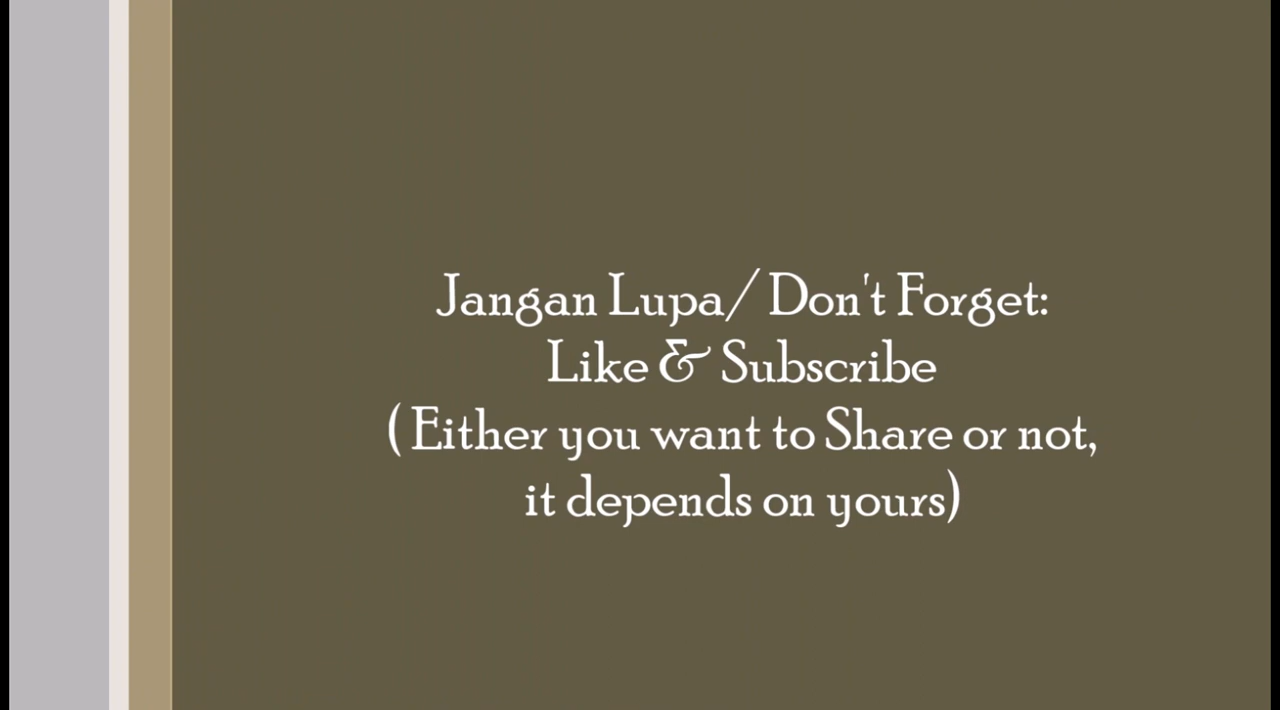 Jangan Lupa/ Don't Forget:
Like & Subscribe
( Either you want to Share or not,
it depends on yours)